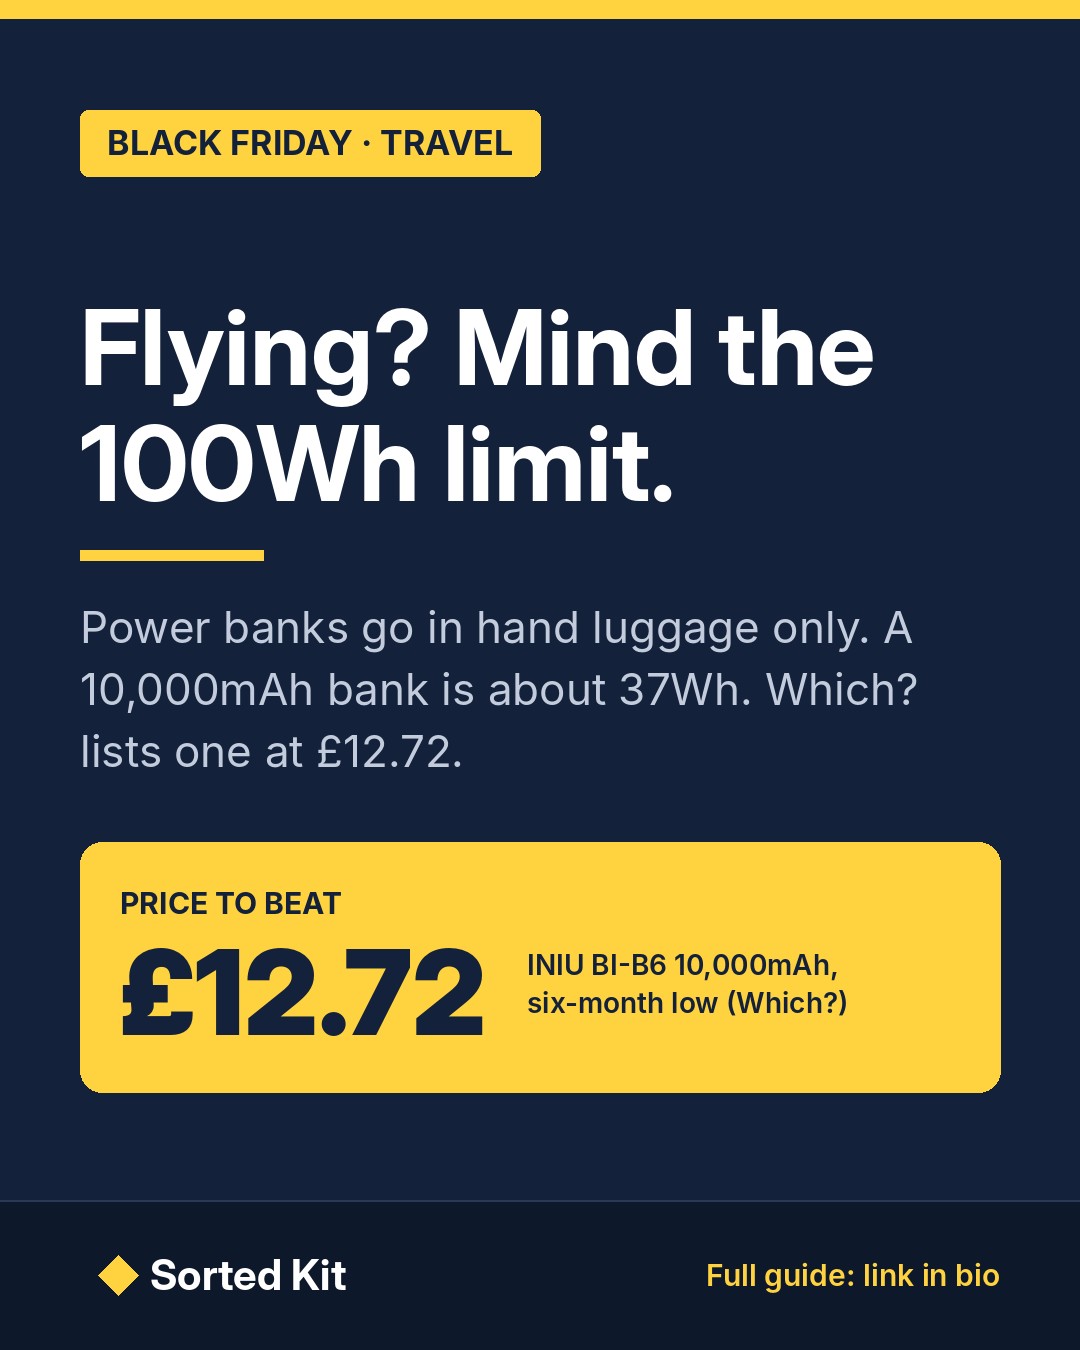 BLACK FRIDAY · TRAVEL
Flying? Mind the
100Wh limit.
Power banks go in hand luggage only. A
10,000mAh bank is about 37Wh. Which?
lists one at £12.72.
PRICE TO BEAT
£12.72
INIU BI-B6 10,000mAh,
six-month low (Which?)
Sorted Kit
Full guide: link in bio